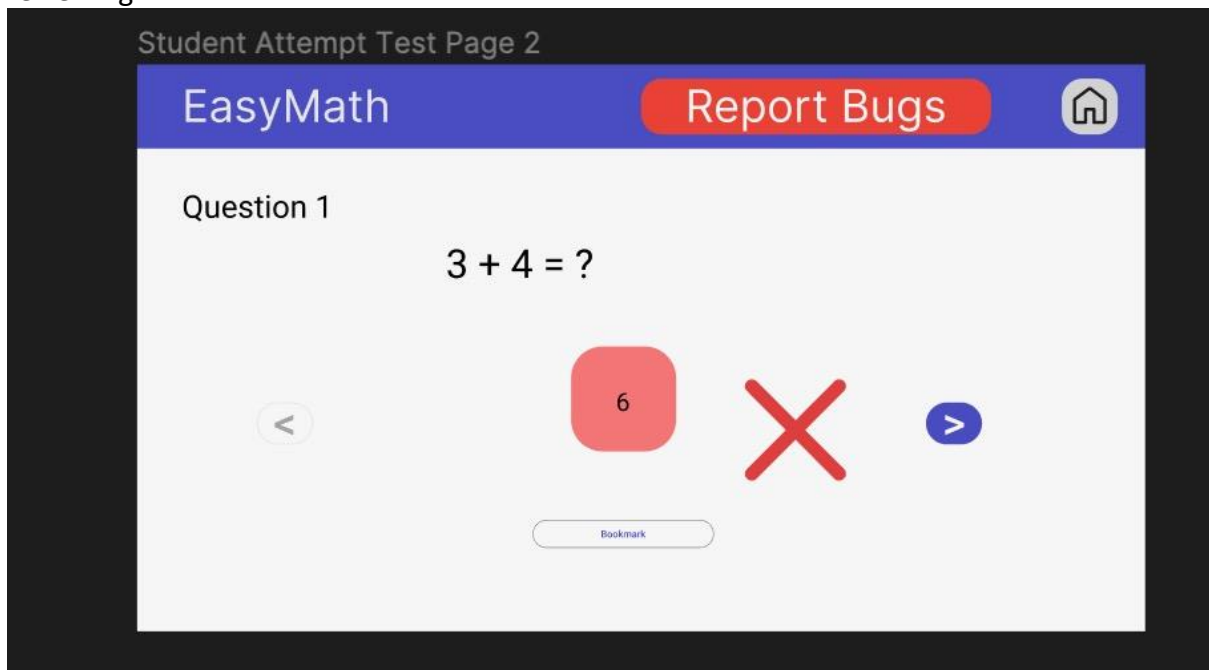 Student Attempt Test Page 2
EasyMath Report Bugs
Question 1
3 + 4 = ?
6
< >
Bookmark